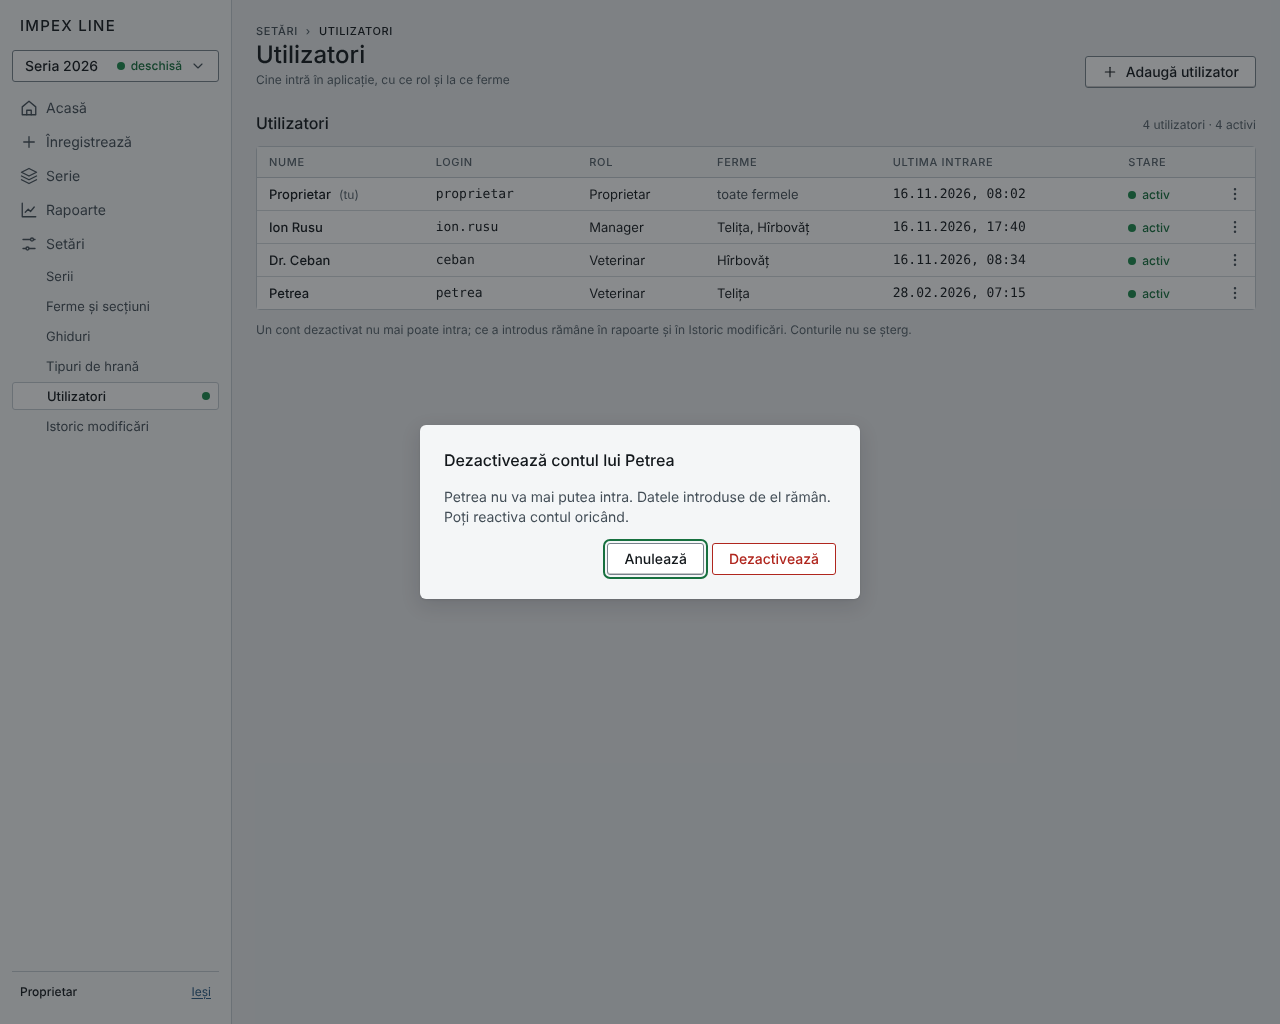 IMPEX LINE
Seria 2026 deschisă
Acasă
Înregistrează
Serie
Rapoarte
Setări
Serii
Ferme și secțiuni
Ghiduri
Tipuri de hrană
Utilizatori
Istoric modificări
Proprietar Ieși
SETĂRI › UTILIZATORI
Utilizatori
Cine intră în aplicație, cu ce rol și la ce ferme
Adaugă utilizator
Utilizatori 4 utilizatori · 4 activi
NUME LOGIN ROL FERME ULTIMA INTRARE STARE
Proprietar (tu) proprietar Proprietar toate fermele 16.11.2026, 08:02 activ
Ion Rusu ion.rusu Manager Telița, Hîrbovăț 16.11.2026, 17:40 activ
Dr. Ceban ceban Veterinar Hîrbovăț 16.11.2026, 08:34 activ
Petrea petrea Veterinar Telița 28.02.2026, 07:15 activ
Un cont dezactivat nu mai poate intra; ce a introdus rămâne în rapoarte și în Istoric modificări. Conturile nu se șterg.
Dezactivează contul lui Petrea
Petrea nu va mai putea intra. Datele introduse de el rămân.
Poți reactiva contul oricând.
Anulează Dezactivează